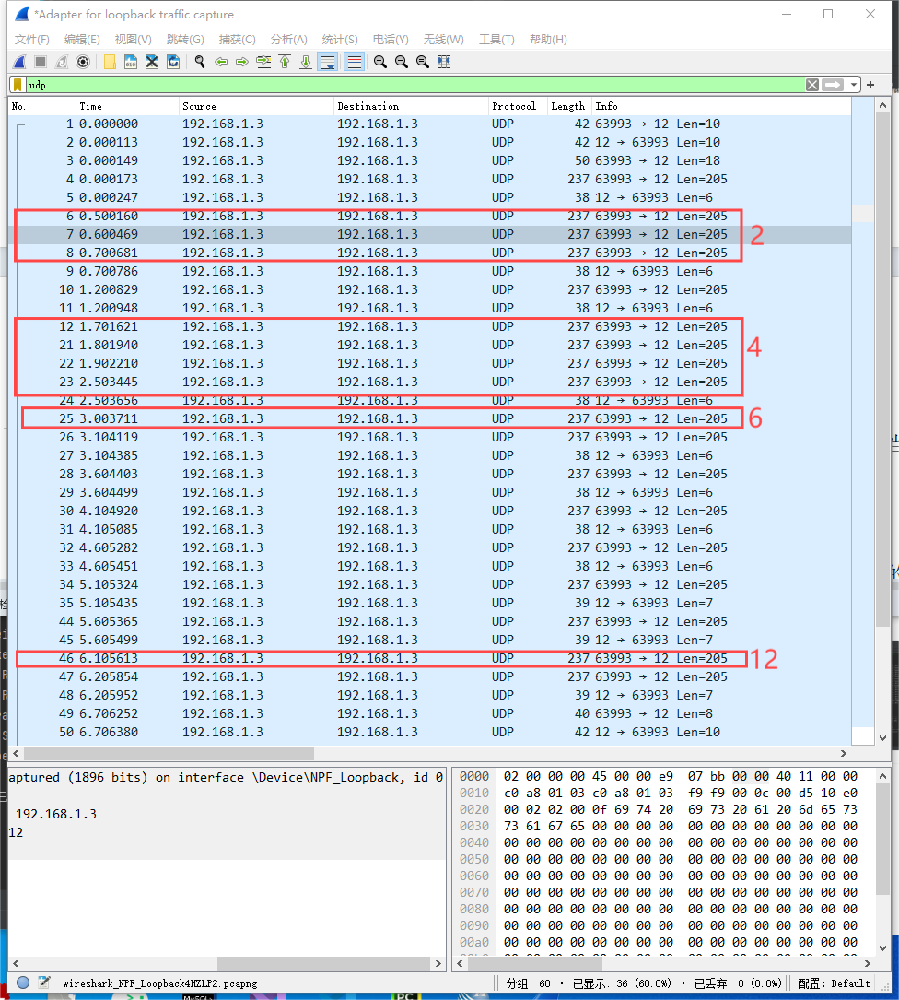 *Adapter for loopback traffic capture
文件(F) 编辑(E) 视图(V) 跳转(G) 捕获(C) 分析(A) 统计(S) 电话(Y) 无线(W) 工具(T) 帮助(H)
udp
No. Time Source Destination Protocol Length Info
1 0.000000 192.168.1.3 192.168.1.3 UDP 42 63993 → 12 Len=10
2 0.000113 192.168.1.3 192.168.1.3 UDP 42 12 → 63993 Len=10
3 0.000149 192.168.1.3 192.168.1.3 UDP 50 63993 → 12 Len=18
4 0.000173 192.168.1.3 192.168.1.3 UDP 237 63993 → 12 Len=205
5 0.000247 192.168.1.3 192.168.1.3 UDP 38 12 → 63993 Len=6
6 0.500160 192.168.1.3 192.168.1.3 UDP 237 63993 → 12 Len=205
7 0.600469 192.168.1.3 192.168.1.3 UDP 237 63993 → 12 Len=205 2
8 0.700681 192.168.1.3 192.168.1.3 UDP 237 63993 → 12 Len=205
9 0.700786 192.168.1.3 192.168.1.3 UDP 38 12 → 63993 Len=6
10 1.200829 192.168.1.3 192.168.1.3 UDP 237 63993 → 12 Len=205
11 1.200948 192.168.1.3 192.168.1.3 UDP 38 12 → 63993 Len=6
12 1.701621 192.168.1.3 192.168.1.3 UDP 237 63993 → 12 Len=205
21 1.801940 192.168.1.3 192.168.1.3 UDP 237 63993 → 12 Len=205 4
22 1.902210 192.168.1.3 192.168.1.3 UDP 237 63993 → 12 Len=205
23 2.503445 192.168.1.3 192.168.1.3 UDP 237 63993 → 12 Len=205
24 2.503656 192.168.1.3 192.168.1.3 UDP 38 12 → 63993 Len=6
25 3.003711 192.168.1.3 192.168.1.3 UDP 237 63993 → 12 Len=205 6
26 3.104119 192.168.1.3 192.168.1.3 UDP 237 63993 → 12 Len=205
27 3.104385 192.168.1.3 192.168.1.3 UDP 38 12 → 63993 Len=6
28 3.604403 192.168.1.3 192.168.1.3 UDP 237 63993 → 12 Len=205
29 3.604499 192.168.1.3 192.168.1.3 UDP 38 12 → 63993 Len=6
30 4.104920 192.168.1.3 192.168.1.3 UDP 237 63993 → 12 Len=205
31 4.105085 192.168.1.3 192.168.1.3 UDP 38 12 → 63993 Len=6
32 4.605282 192.168.1.3 192.168.1.3 UDP 237 63993 → 12 Len=205
33 4.605451 192.168.1.3 192.168.1.3 UDP 38 12 → 63993 Len=6
34 5.105324 192.168.1.3 192.168.1.3 UDP 237 63993 → 12 Len=205
35 5.105435 192.168.1.3 192.168.1.3 UDP 39 12 → 63993 Len=7
44 5.605365 192.168.1.3 192.168.1.3 UDP 237 63993 → 12 Len=205
45 5.605499 192.168.1.3 192.168.1.3 UDP 39 12 → 63993 Len=7
46 6.105613 192.168.1.3 192.168.1.3 UDP 237 63993 → 12 Len=205 12
47 6.205854 192.168.1.3 192.168.1.3 UDP 237 63993 → 12 Len=205
48 6.205952 192.168.1.3 192.168.1.3 UDP 39 12 → 63993 Len=7
49 6.706252 192.168.1.3 192.168.1.3 UDP 40 63993 → 12 Len=8
50 6.706380 192.168.1.3 192.168.1.3 UDP 42 12 → 63993 Len=10
aptured (1896 bits) on interface \Device\NPF_Loopback, id 0
192.168.1.3
12
0000 02 00 00 00 45 00 00 e9 07 bb 00 00 40 11 00 00
0010 c0 a8 01 03 c0 a8 01 03 f9 f9 00 0c 00 d5 10 e0
0020 00 02 02 00 0f 69 74 20 69 73 20 61 20 6d 65 73
0030 73 61 67 65 00 00 00 00 00 00 00 00 00 00 00 00
0040 00 00 00 00 00 00 00 00 00 00 00 00 00 00 00 00
0050 00 00 00 00 00 00 00 00 00 00 00 00 00 00 00 00
0060 00 00 00 00 00 00 00 00 00 00 00 00 00 00 00 00
0070 00 00 00 00 00 00 00 00 00 00 00 00 00 00 00 00
0080 00 00 00 00 00 00 00 00 00 00 00 00 00 00 00 00
0090 00 00 00 00 00 00 00 00 00 00 00 00 00 00 00 00
00a0 00 00 00 00 00 00 00 00 00 00 00 00 00 00 00 00
wireshark_NPF_Loopback4HZLP2.pcapng 分组: 60 · 已显示: 36 (60.0%) · 已丢弃: 0 (0.0%) 配置: Default